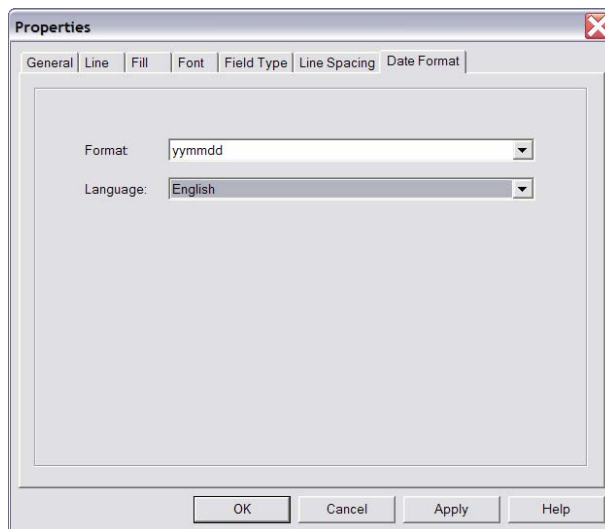 Properties
General Line Fill Font Field Type Line Spacing Date Format
Format yymmdd
Language: English
OK Cancel Apply Help